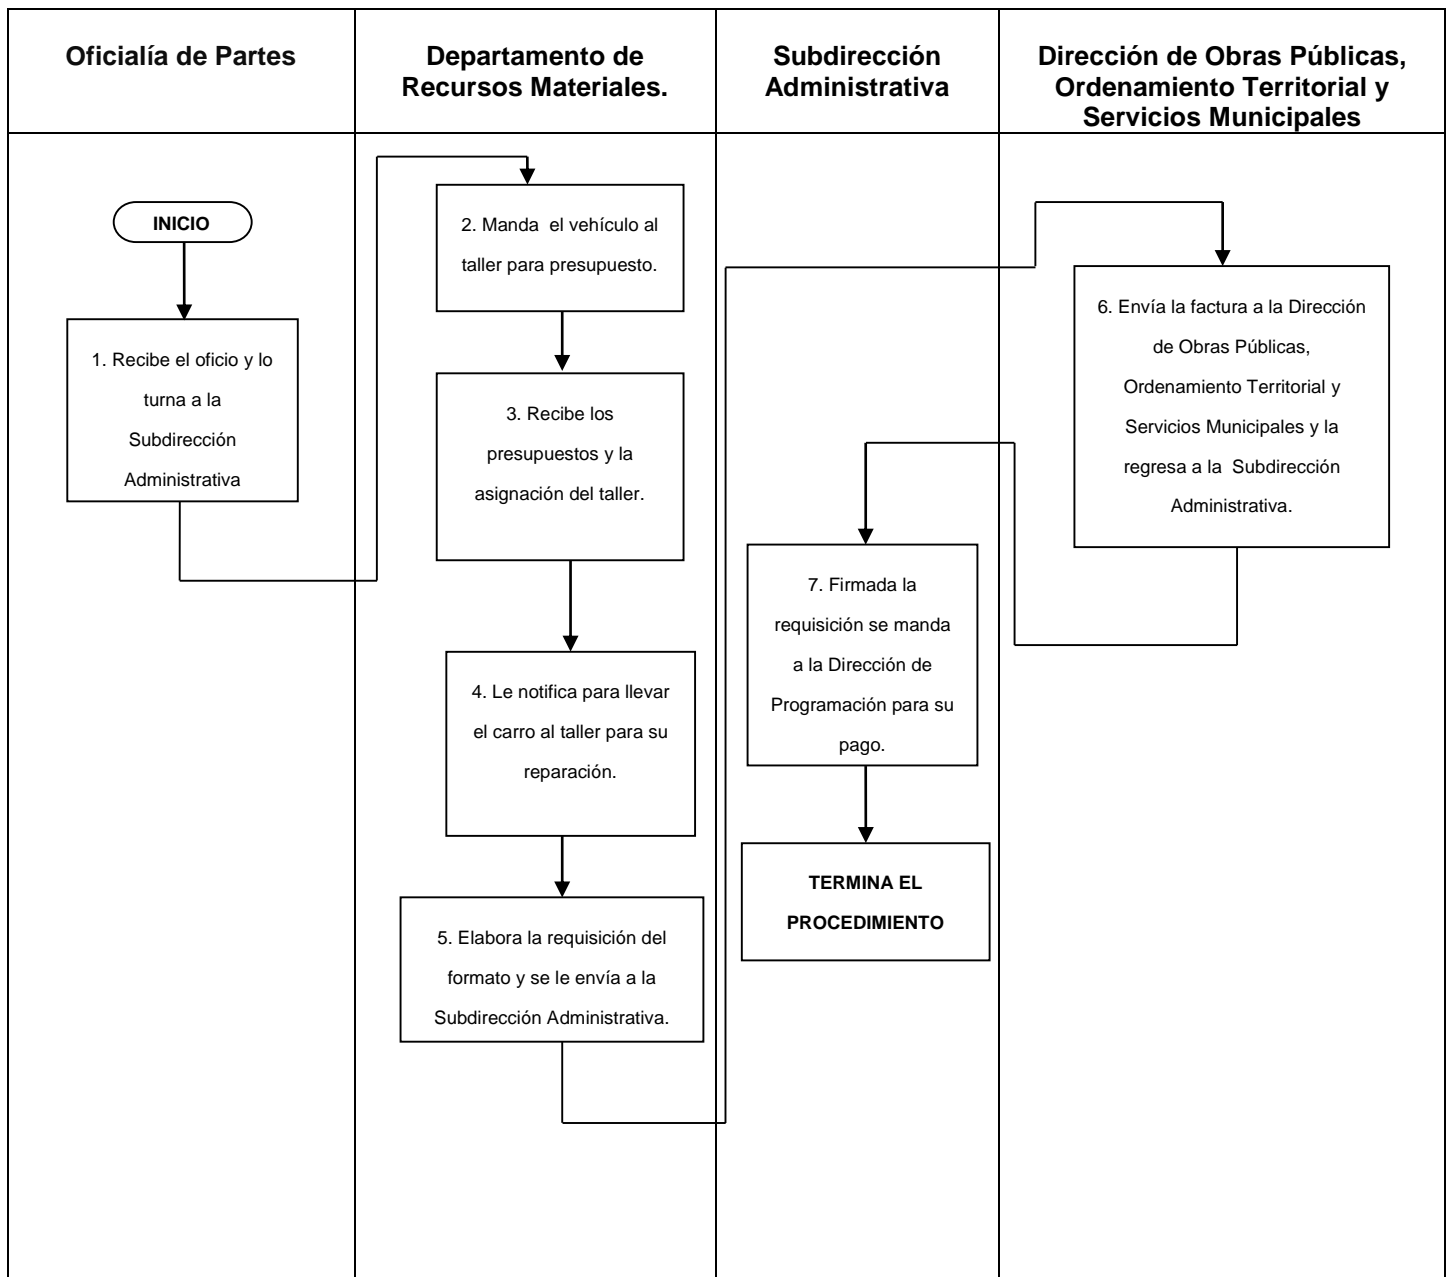 Oficialía de Partes
Departamento de
Recursos Materiales.
Subdirección
Administrativa
Dirección de Obras Públicas,
Ordenamiento Territorial y
Servicios Municipales
INICIO
1. Recibe el oficio y lo
turna a la
Subdirección
Administrativa
2. Manda  el vehículo al
taller para presupuesto.
3. Recibe los
presupuestos y la
asignación del taller.
4. Le notifica para llevar
el carro al taller para su
reparación.
5. Elabora la requisición del
formato y se le envía a la
Subdirección Administrativa.
6. Envía la factura a la Dirección
de Obras Públicas,
Ordenamiento Territorial y
Servicios Municipales y la
regresa a la  Subdirección
Administrativa.
7. Firmada la
requisición se manda
a la Dirección de
Programación para su
pago.
TERMINA EL
PROCEDIMIENTO